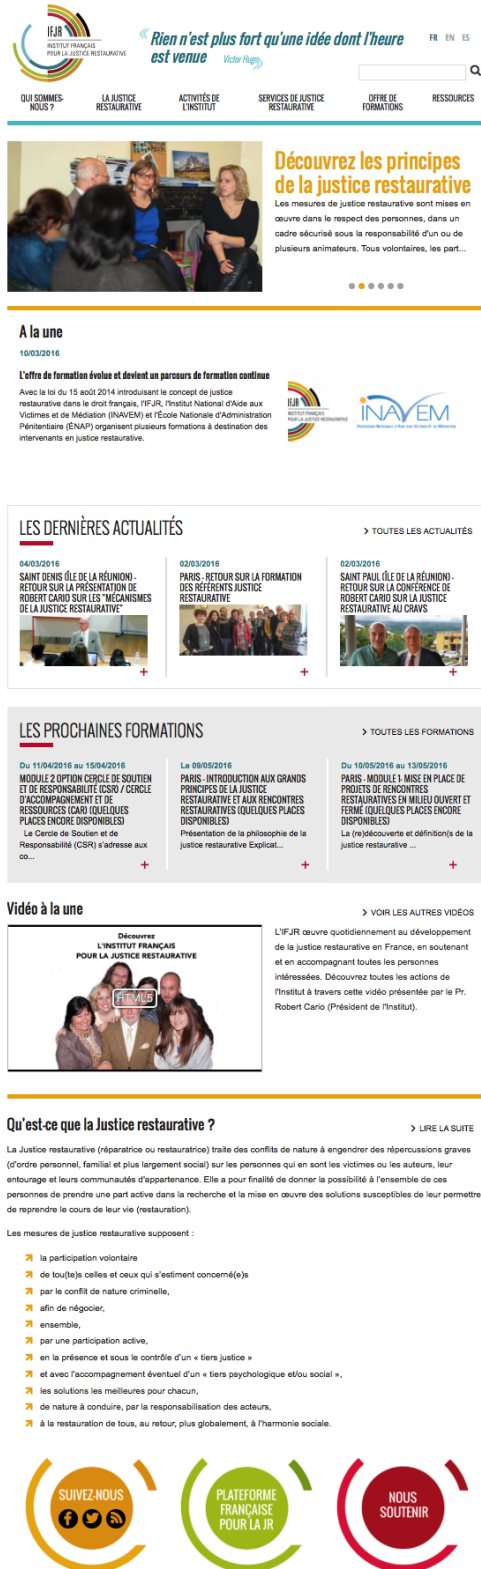 IFJR
INSTITUT FRANÇAIS
POUR LA JUSTICE RESTAURATIVE
« Rien n'est plus fort qu'une idée dont l'heure
est venue Victor Hugo »
FR EN ES
QUI SOMMES-
NOUS ?
LA JUSTICE
RESTAURATIVE
ACTIVITÉS DE
L'INSTITUT
SERVICES DE JUSTICE
RESTAURATIVE
OFFRE DE
FORMATIONS
RESSOURCES
Découvrez les principes
de la justice restaurative
Les mesures de justice restaurative sont mises en
œuvre dans le respect des personnes, dans un
cadre sécurisé sous la responsabilité d'un ou de
plusieurs animateurs. Tous volontaires, les part...
A la une
10/03/2016
L'offre de formation évolue et devient un parcours de formation continue
Avec la loi du 15 août 2014 introduisant le concept de justice
restaurative dans le droit français, l'IFJR, l'Institut National d'Aide aux
Victimes et de Médiation (INAVEM) et l'École Nationale d'Administration
Pénitentiaire (ÉNAP) organisent plusieurs formations à destination des
intervenants en justice restaurative.
IFJR
INSTITUT FRANÇAIS
POUR LA JUSTICE RESTAURATIVE
INAVEM
LES DERNIÈRES ACTUALITÉS
> TOUTES LES ACTUALITÉS
04/03/2016
SAINT DENIS (ÎLE DE LA RÉUNION) -
RETOUR SUR LA PRÉSENTATION DE
ROBERT CARIO SUR LES "MÉCANISMES
DE LA JUSTICE RESTAURATIVE"
+
02/03/2016
PARIS - RETOUR SUR LA FORMATION
DES RÉFÉRENTS JUSTICE
RESTAURATIVE
+
02/03/2016
SAINT PAUL (ÎLE DE LA RÉUNION) -
RETOUR SUR LA CONFÉRENCE DE
ROBERT CARIO SUR LA JUSTICE
RESTAURATIVE AU CRAVS
+
LES PROCHAINES FORMATIONS
> TOUTES LES FORMATIONS
Du 11/04/2016 au 15/04/2016
MODULE 2 OPTION CERCLE DE SOUTIEN
ET DE RESPONSABILITÉ (CSR) / CERCLE
D'ACCOMPAGNEMENT ET DE
RESSOURCES (CAR) (QUELQUES
PLACES ENCORE DISPONIBLES)
Le Cercle de Soutien et de
Responsabilité (CSR) s'adresse aux
co...
+
Le 09/05/2016
PARIS - INTRODUCTION AUX GRANDS
PRINCIPES DE LA JUSTICE
RESTAURATIVE ET AUX RENCONTRES
RESTAURATIVES (QUELQUES PLACES
DISPONIBLES)
Présentation de la philosophie de la
justice restaurative Explicat...
+
Du 10/05/2016 au 13/05/2016
PARIS - MODULE 1- MISE EN PLACE DE
PROJETS DE RENCONTRES
RESTAURATIVES EN MILIEU OUVERT ET
FERMÉ (QUELQUES PLACES ENCORE
DISPONIBLES)
La (re)découverte et définition(s de la
justice restaurative ...
+
Vidéo à la une
> VOIR LES AUTRES VIDÉOS
Découvrez
L'INSTITUT FRANÇAIS
POUR LA JUSTICE RESTAURATIVE
HTML5
L'IFJR œuvre quotidiennement au développement
de la justice restaurative en France, en soutenant
et en accompagnant toutes les personnes
intéressées. Découvrez toutes les actions de
l'Institut à travers cette vidéo présentée par le Pr.
Robert Cario (Président de l'Institut).
Qu'est-ce que la Justice restaurative ?
> LIRE LA SUITE
La Justice restaurative (réparatrice ou restauratrice) traite des conflits de nature à engendrer des répercussions graves
(d'ordre personnel, familial et plus largement social) sur les personnes qui en sont les victimes ou les auteurs, leur
entourage et leurs communautés d'appartenance. Elle a pour finalité de donner la possibilité à l'ensemble de ces
personnes de prendre une part active dans la recherche et la mise en œuvre des solutions susceptibles de leur permettre
de reprendre le cours de leur vie (restauration).
Les mesures de justice restaurative supposent :
la participation volontaire
de tou(te)s celles et ceux qui s'estiment concerné(e)s
par le conflit de nature criminelle,
afin de négocier,
ensemble,
par une participation active,
en la présence et sous le contrôle d'un « tiers justice »
et avec l'accompagnement éventuel d'un « tiers psychologique et/ou social »,
les solutions les meilleures pour chacun,
de nature à conduire, par la responsabilisation des acteurs,
à la restauration de tous, au retour, plus globalement, à l'harmonie sociale.
SUIVEZ-NOUS
PLATEFORME
FRANÇAISE
POUR LA JR
NOUS
SOUTENIR